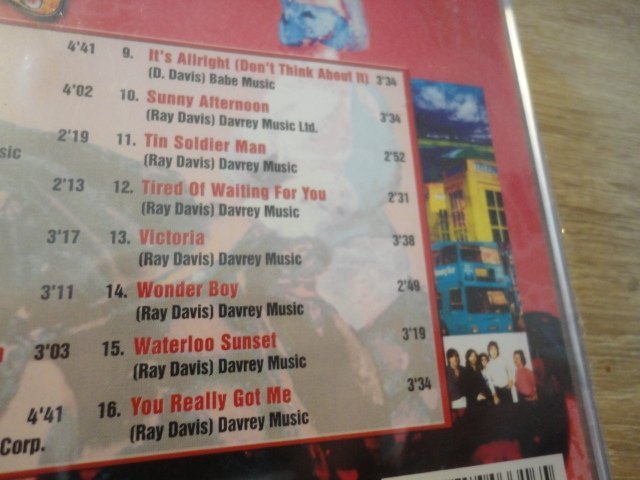 4'41
4'02
2'19
sic
2'13
3'17
3'11
3'03
4'41
Corp.
9. It's Allright (Don't Think About It) 3'34
(D. Davis) Babe Music
10. Sunny Afternoon 3'34
(Ray Davis) Davrey Music Ltd.
11. Tin Soldier Man 2'52
(Ray Davis) Davrey Music
12. Tired Of Waiting For You 2'31
(Ray Davis) Davrey Music
13. Victoria 3'38
(Ray Davis) Davrey Music
14. Wonder Boy 2'49
(Ray Davis) Davrey Music
15. Waterloo Sunset 3'19
(Ray Davis) Davrey Music
16. You Really Got Me 3'34
(Ray Davis) Davrey Music